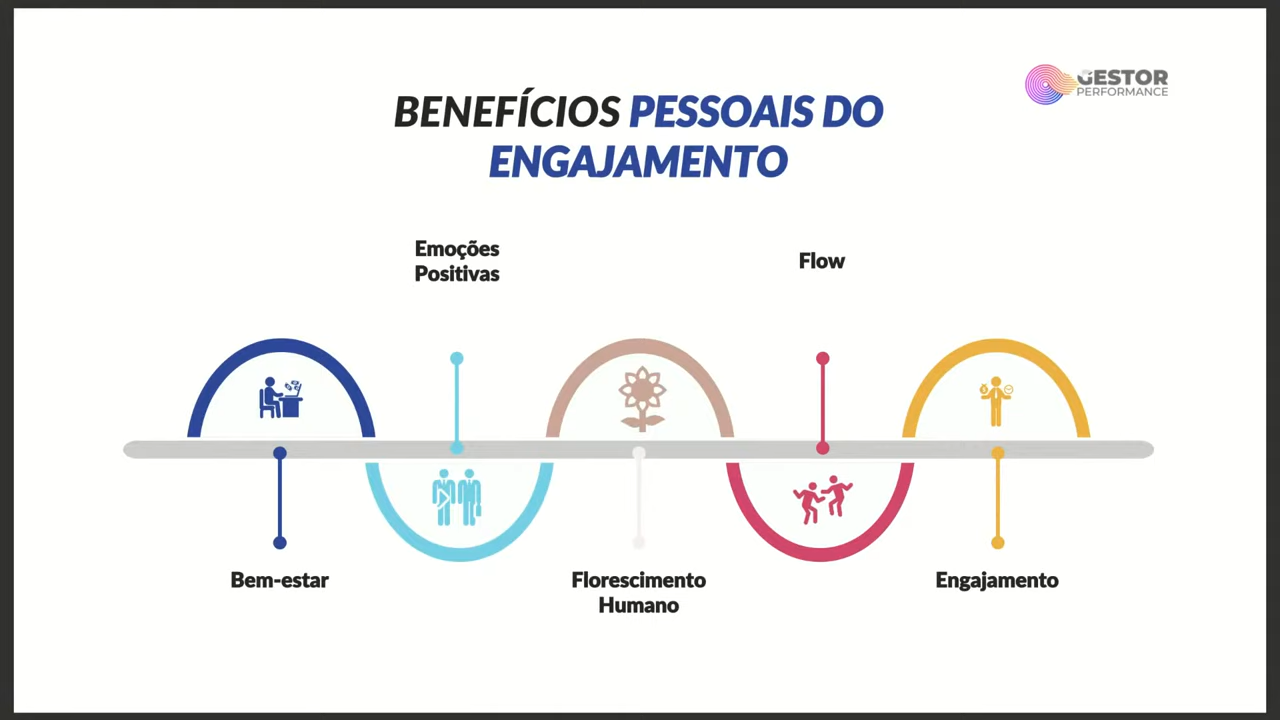 GESTOR
PERFORMANCE
BENEFÍCIOS PESSOAIS DO
ENGAJAMENTO
Emoções
Positivas
Flow
Bem-estar
Florescimento
Humano
Engajamento